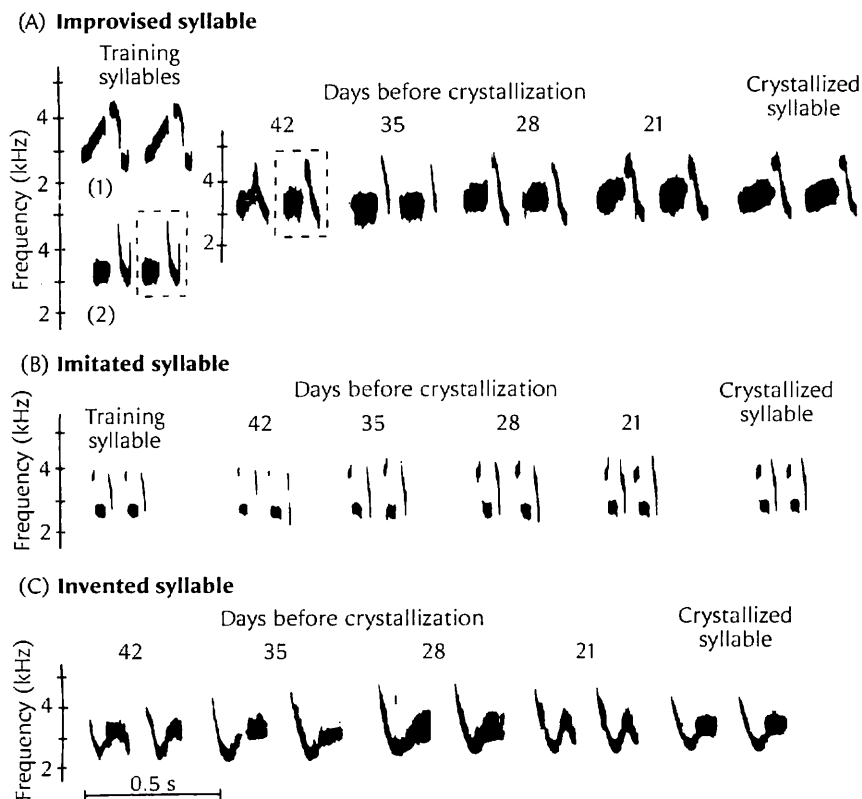 (A) Improvised syllable
Training
syllables
Days before crystallization
Crystallized
syllable
42 35 28 21
Frequency (kHz)
4
2
(1)
4
2
4
2
(2)
(B) Imitated syllable
Days before crystallization
Training
syllable
Crystallized
syllable
42 35 28 21
Frequency (kHz)
4
2
(C) Invented syllable
Days before crystallization
Crystallized
syllable
42 35 28 21
Frequency (kHz)
4
2
0.5 s